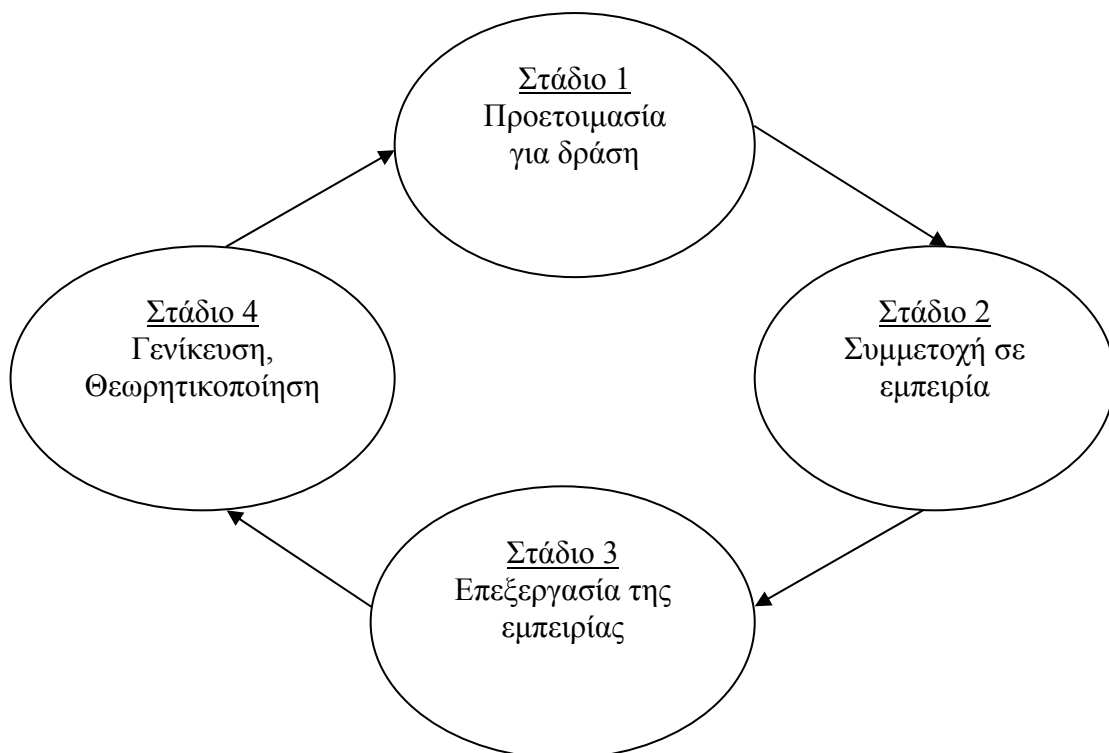 Στάδιο 1
Προετοιμασία
για δράση
Στάδιο 4
Γενίκευση,
Θεωρητικοποίηση
Στάδιο 2
Συμμετοχή σε
εμπειρία
Στάδιο 3
Επεξεργασία της
εμπειρίας